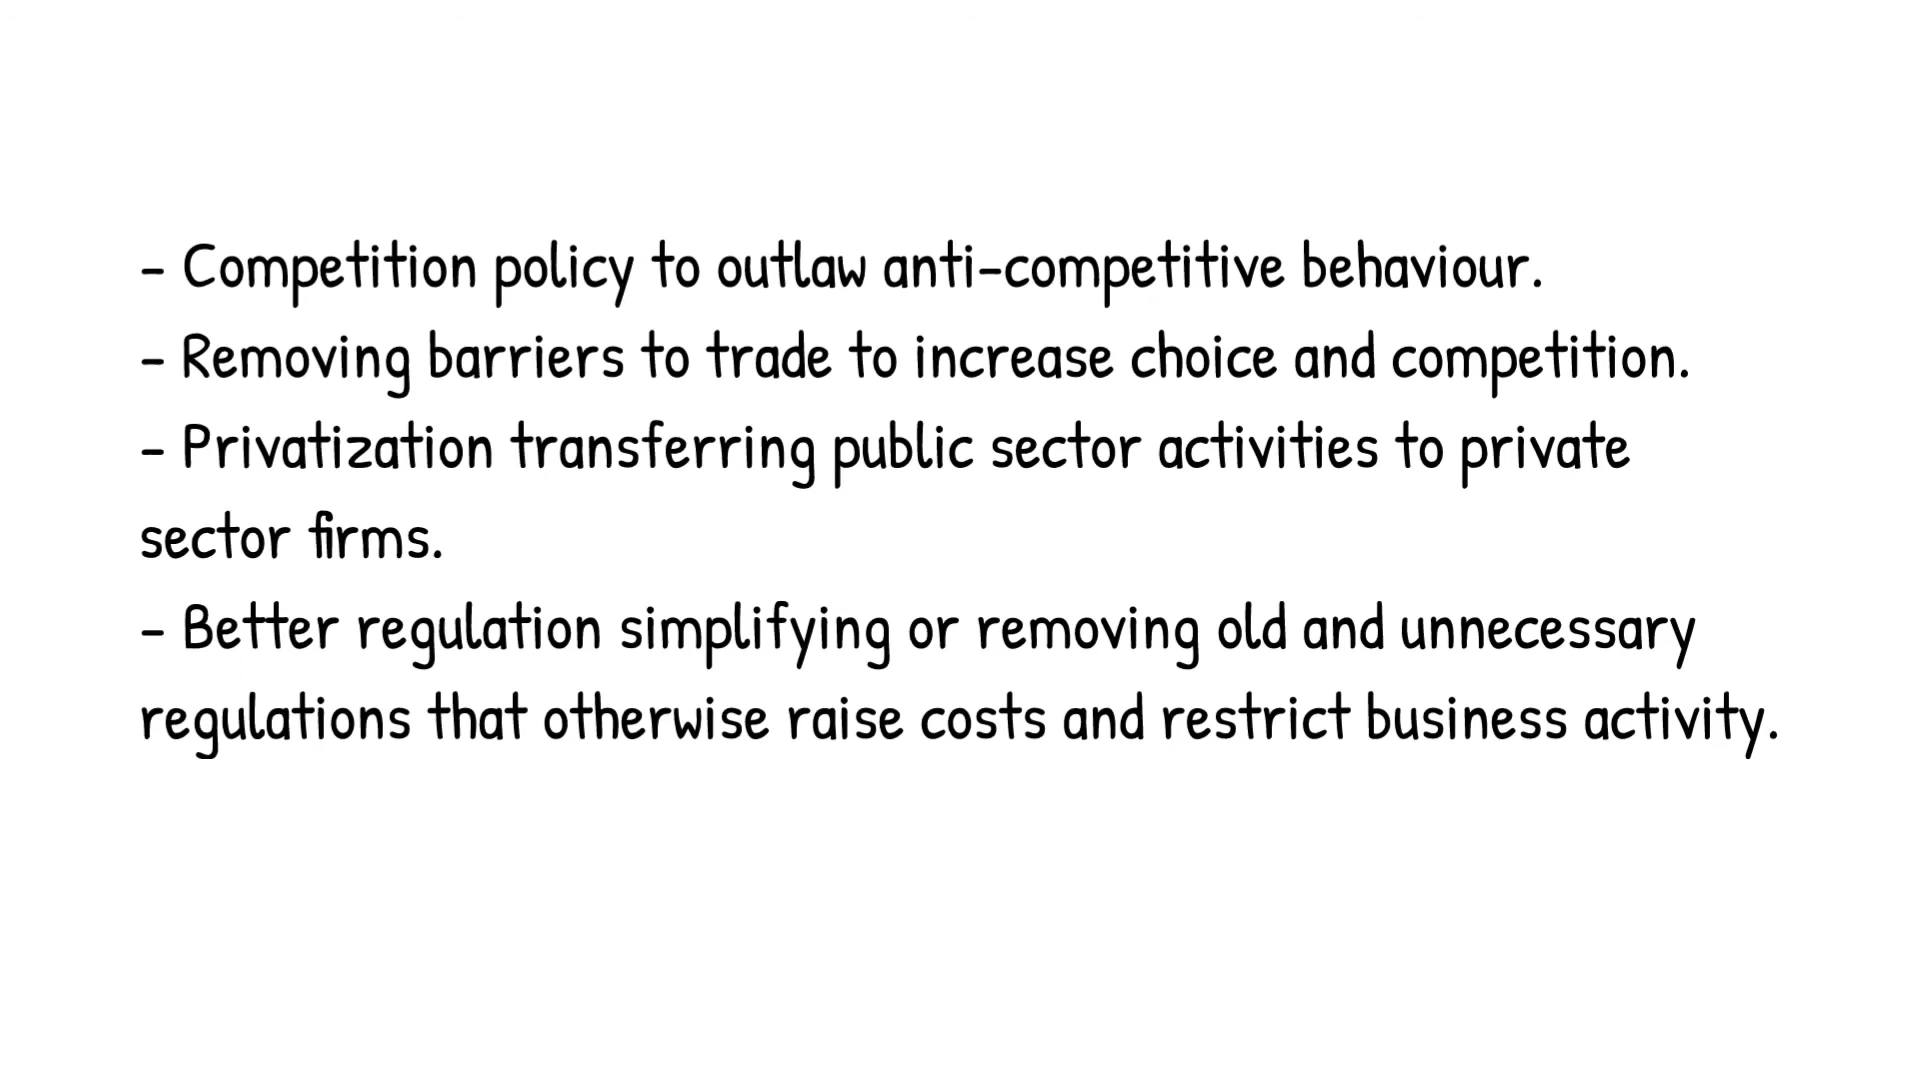 - Competition policy to outlaw anti-competitive behaviour.
- Removing barriers to trade to increase choice and competition.
- Privatization transferring public sector activities to private
sector firms.
- Better regulation simplifying or removing old and unnecessary
regulations that otherwise raise costs and restrict business activity.